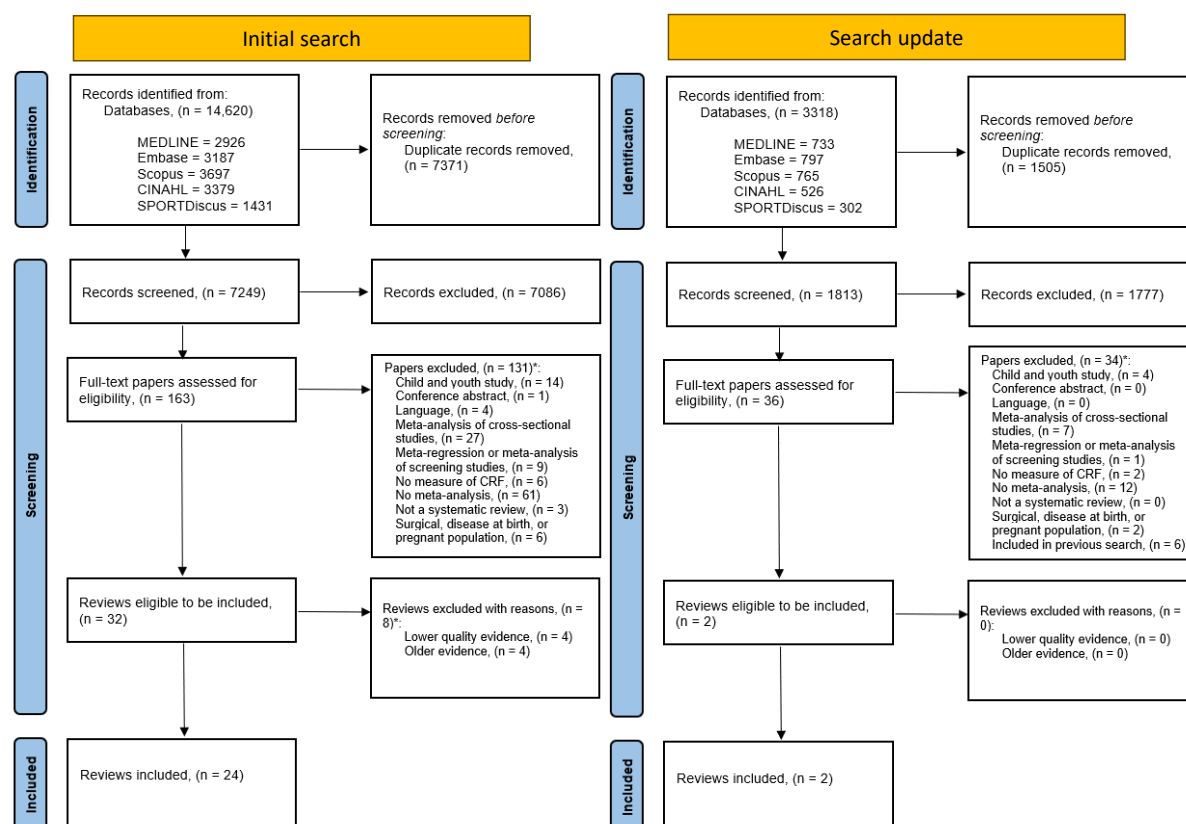 Initial search
Identification
Records identified from:
Databases, (n = 14,620)
MEDLINE = 2926
Embase = 3187
Scopus = 3697
CINAHL = 3379
SPORTDiscus = 1431
Records removed before
screening:
Duplicate records removed,
(n = 7371)
Screening
Records screened, (n = 7249)
Records excluded, (n = 7086)
Full-text papers assessed for
eligibility, (n = 163)
Papers excluded, (n = 131)*:
Child and youth study, (n = 14)
Conference abstract, (n = 1)
Language, (n = 4)
Meta-analysis of cross-sectional
studies, (n = 27)
Meta-regression or meta-analysis
of screening studies, (n = 9)
No measure of CRF, (n = 6)
No meta-analysis, (n = 61)
Not a systematic review, (n = 3)
Surgical, disease at birth, or
pregnant population, (n = 6)
Reviews eligible to be included,
(n = 32)
Reviews excluded with reasons, (n =
8)*:
Lower quality evidence, (n = 4)
Older evidence, (n = 4)
Included
Reviews included, (n = 24)
Search update
Identification
Records identified from:
Databases, (n = 3318)
MEDLINE = 733
Embase = 797
Scopus = 765
CINAHL = 526
SPORTDiscus = 302
Records removed before
screening:
Duplicate records removed,
(n = 1505)
Screening
Records screened, (n = 1813)
Records excluded, (n = 1777)
Full-text papers assessed for
eligibility, (n = 36)
Papers excluded, (n = 34)*:
Child and youth study, (n = 4)
Conference abstract, (n = 0)
Language, (n = 0)
Meta-analysis of cross-sectional
studies, (n = 7)
Meta-regression or meta-analysis
of screening studies, (n = 1)
No measure of CRF, (n = 2)
No meta-analysis, (n = 12)
Not a systematic review, (n = 0)
Surgical, disease at birth, or
pregnant population, (n = 2)
Included in previous search, (n = 6)
Reviews eligible to be included,
(n = 2)
Reviews excluded with reasons, (n =
0):
Lower quality evidence, (n = 0)
Older evidence, (n = 0)
Included
Reviews included, (n = 2)